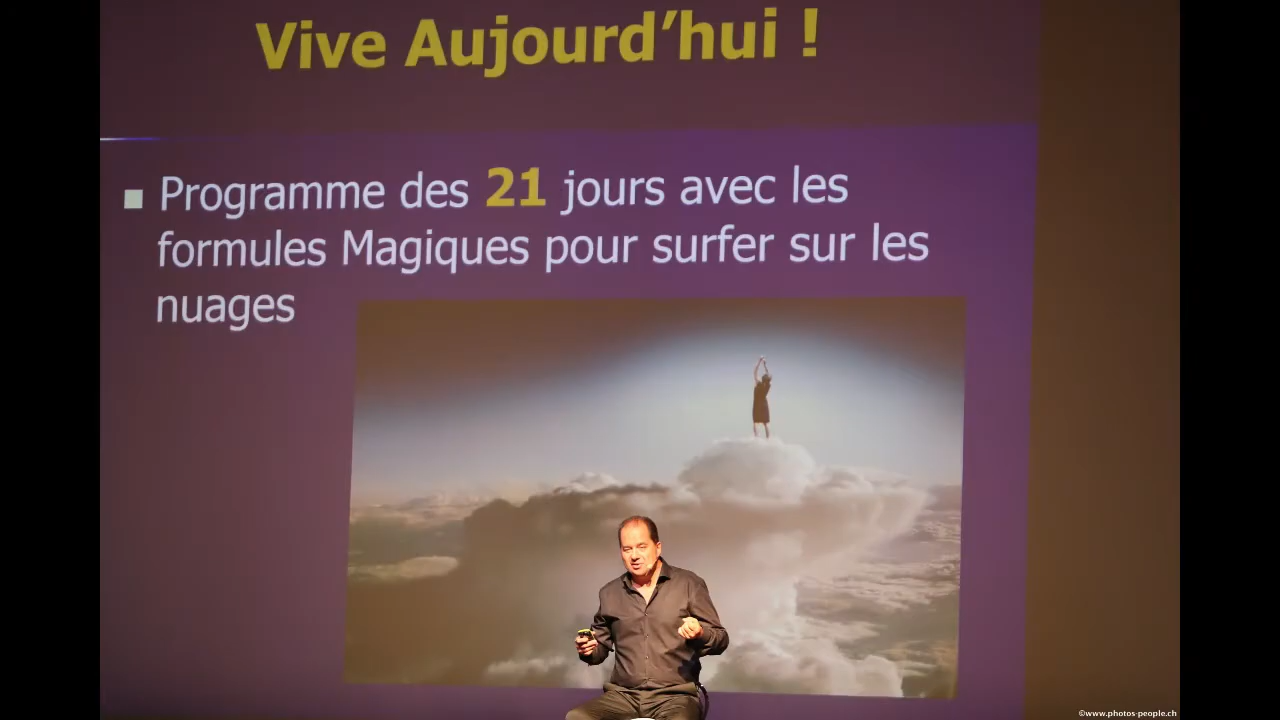 Vive Aujourd’hui !
Programme des 21 jours avec les
formules Magiques pour surfer sur les
nuages
©www.photos-people.ch